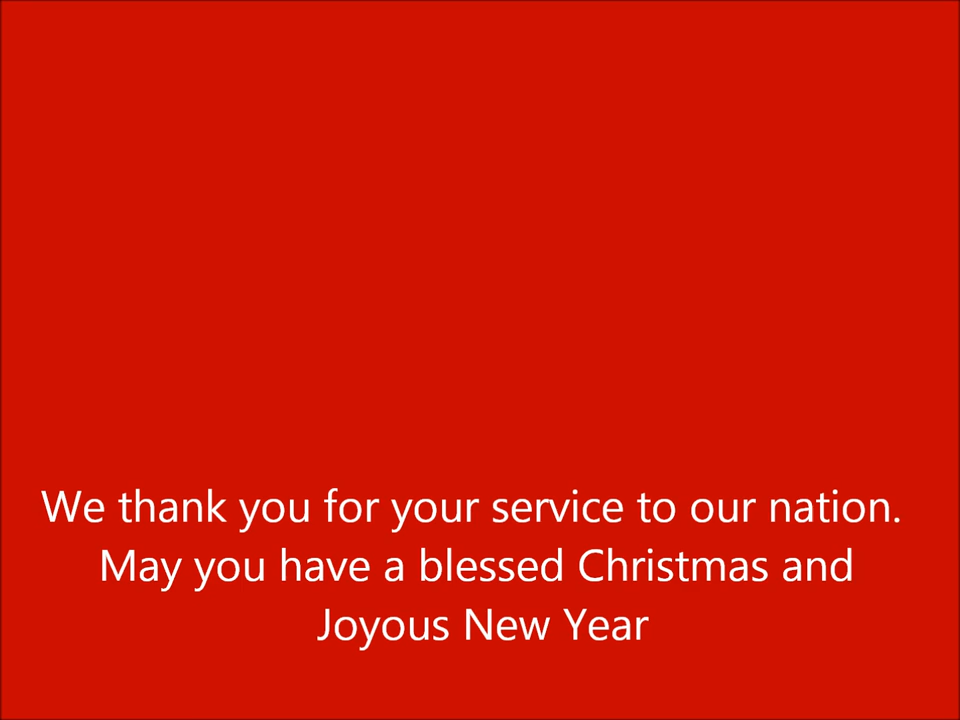 We thank you for your service to our nation.
May you have a blessed Christmas and
Joyous New Year